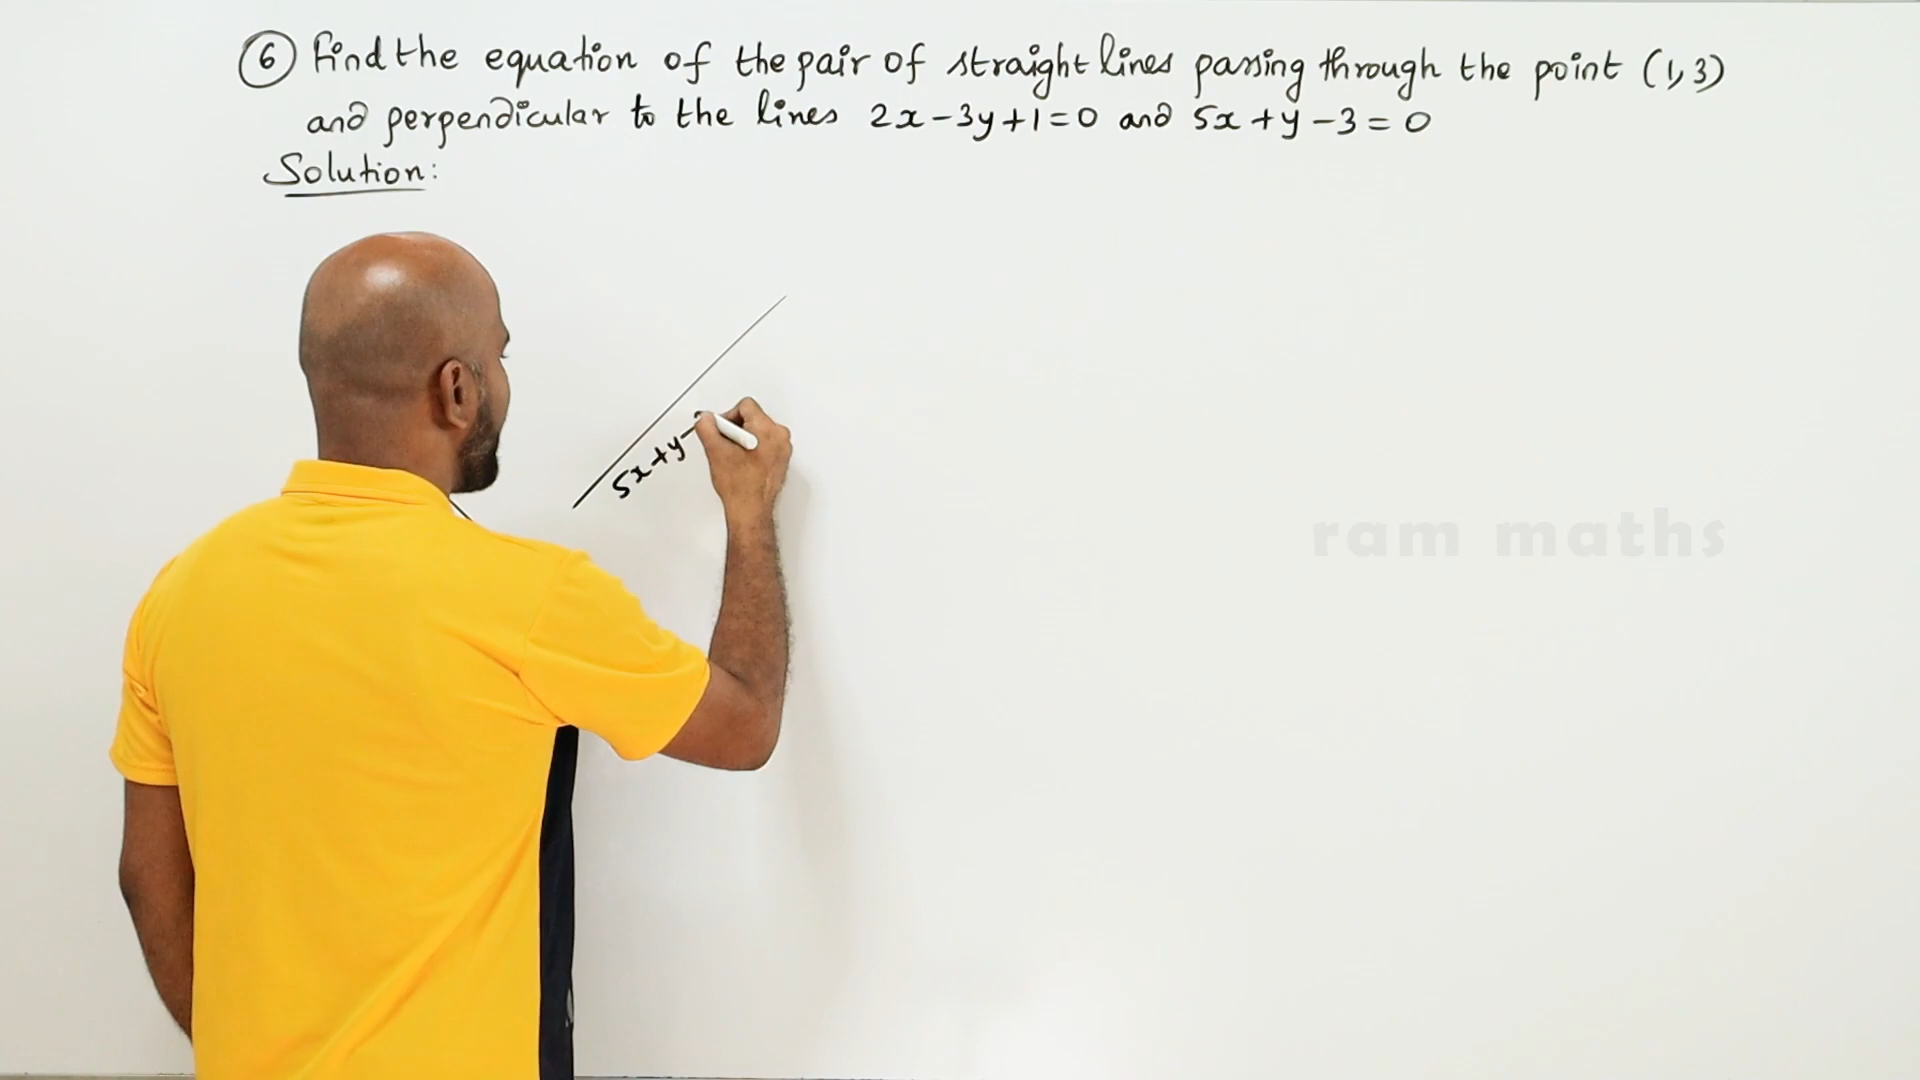 ⑥ Find the equation of the pair of straight lines passing through the point (1, 3)
and perpendicular to the lines 2x-3y+1=0 and 5x+y-3=0
Solution:
5x+y-
ram maths